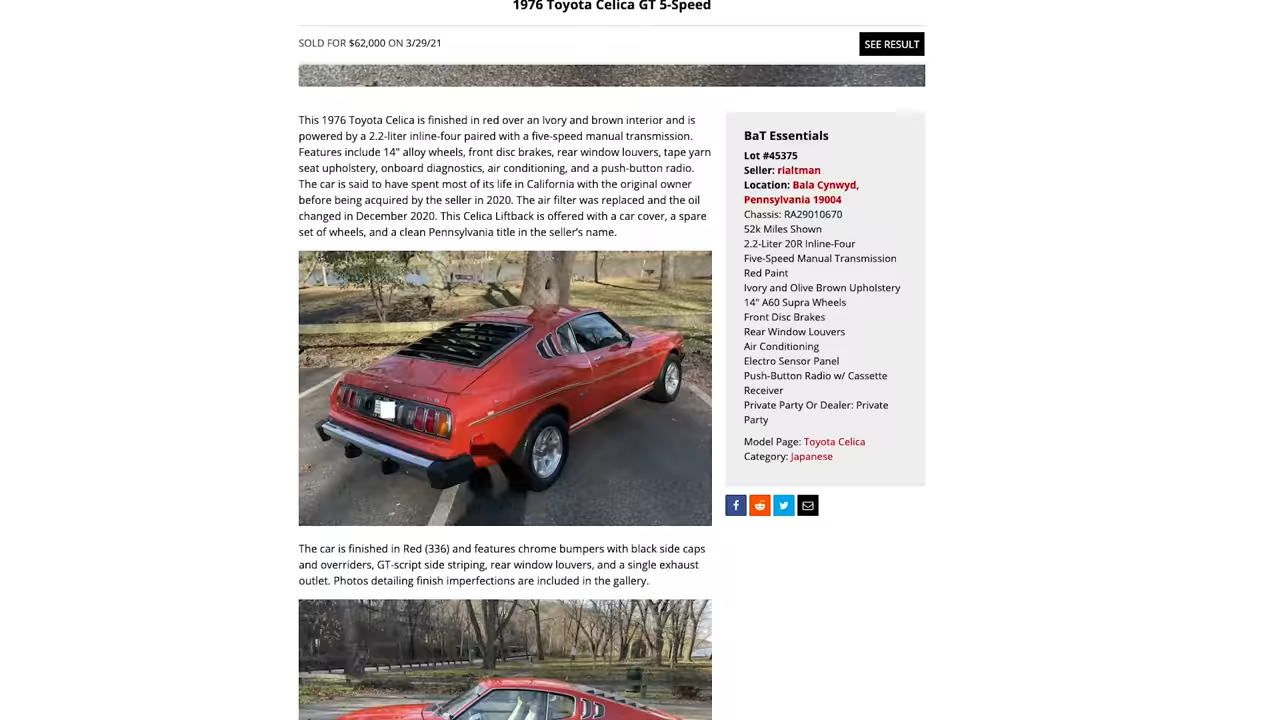 1976 Toyota Celica GT 5-Speed
SOLD FOR $62,000 ON 3/29/21
SEE RESULT
This 1976 Toyota Celica is finished in red over an Ivory and brown interior and is
powered by a 2.2-liter inline-four paired with a five-speed manual transmission.
Features include 14" alloy wheels, front disc brakes, rear window louvers, tape yarn
seat upholstery, onboard diagnostics, air conditioning, and a push-button radio.
The car is said to have spent most of its life in California with the original owner
before being acquired by the seller in 2020. The air filter was replaced and the oil
changed in December 2020. This Celica Liftback is offered with a car cover, a spare
set of wheels, and a clean Pennsylvania title in the seller's name.
The car is finished in Red (336) and features chrome bumpers with black side caps
and overriders, GT-script side striping, rear window louvers, and a single exhaust
outlet. Photos detailing finish imperfections are included in the gallery.
BaT Essentials
Lot #45375
Seller: rialtman
Location: Bala Cynwyd,
Pennsylvania 19004
Chassis: RA29010670
52k Miles Shown
2.2-Liter 20R Inline-Four
Five-Speed Manual Transmission
Red Paint
Ivory and Olive Brown Upholstery
14" A60 Supra Wheels
Front Disc Brakes
Rear Window Louvers
Air Conditioning
Electro Sensor Panel
Push-Button Radio w/ Cassette
Receiver
Private Party Or Dealer: Private
Party
Model Page: Toyota Celica
Category: Japanese